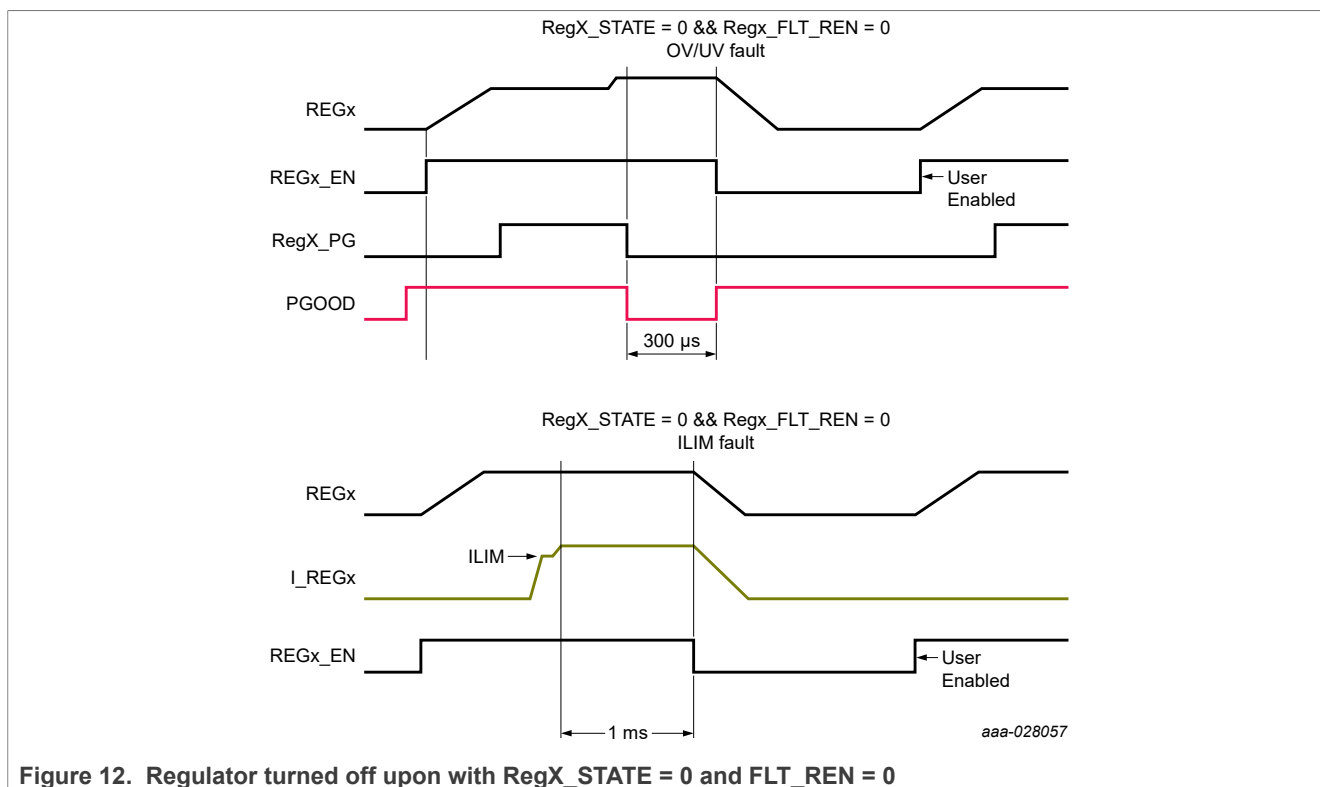 RegX_STATE = 0 && Regx_FLT_REN = 0
OV/UV fault
REGx
REGx_EN
User
Enabled
RegX_PG
PGOOD
300 µs
RegX_STATE = 0 && Regx_FLT_REN = 0
ILIM fault
REGx
ILIM
I_REGx
REGx_EN
User
Enabled
1 ms
aaa-028057
Figure 12. Regulator turned off upon with RegX_STATE = 0 and FLT_REN = 0